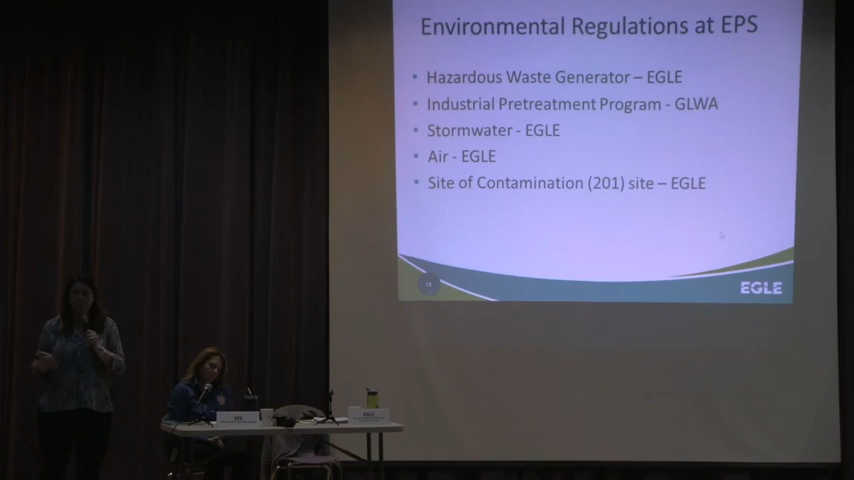 Environmental Regulations at EPS
• Hazardous Waste Generator – EGLE
• Industrial Pretreatment Program - GLWA
• Stormwater - EGLE
• Air - EGLE
• Site of Contamination (201) site – EGLE
EGLE
EGLE